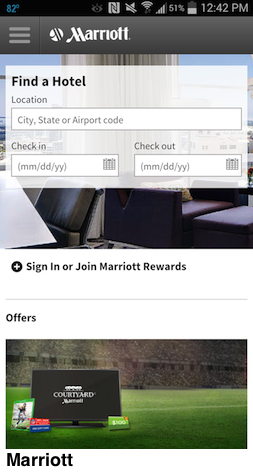 82°
51%
12:42 PM
Marriott
Find a Hotel
Location
City, State or Airport code
Check in
Check out
(mm/dd/yy)
(mm/dd/yy)
Sign In or Join Marriott Rewards
Offers
COURTYARD
Marriott
$100
Marriott